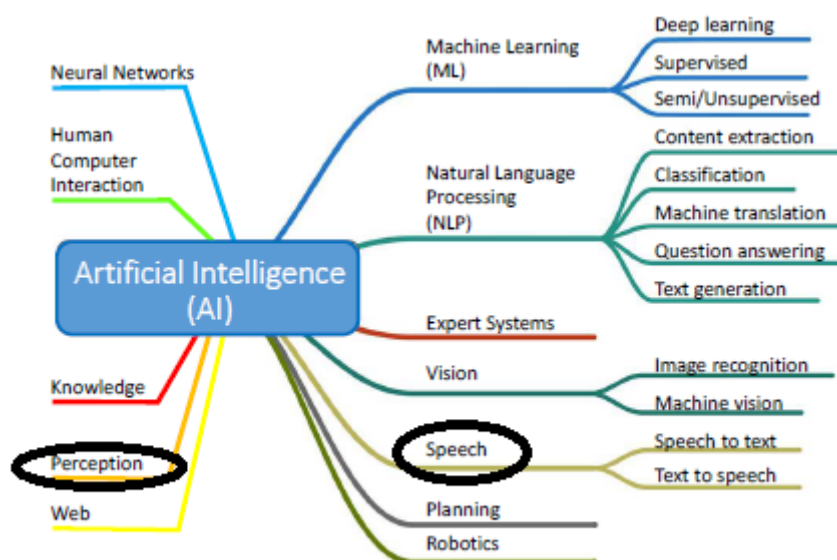 Neural Networks
Human
Computer
Interaction
Artificial Intelligence
(AI)
Knowledge
Perception
Web
Machine Learning
(ML)
Deep learning
Supervised
Semi/Unsupervised
Natural Language
Processing
(NLP)
Content extraction
Classification
Machine translation
Question answering
Text generation
Expert Systems
Vision
Image recognition
Machine vision
Speech
Speech to text
Text to speech
Planning
Robotics